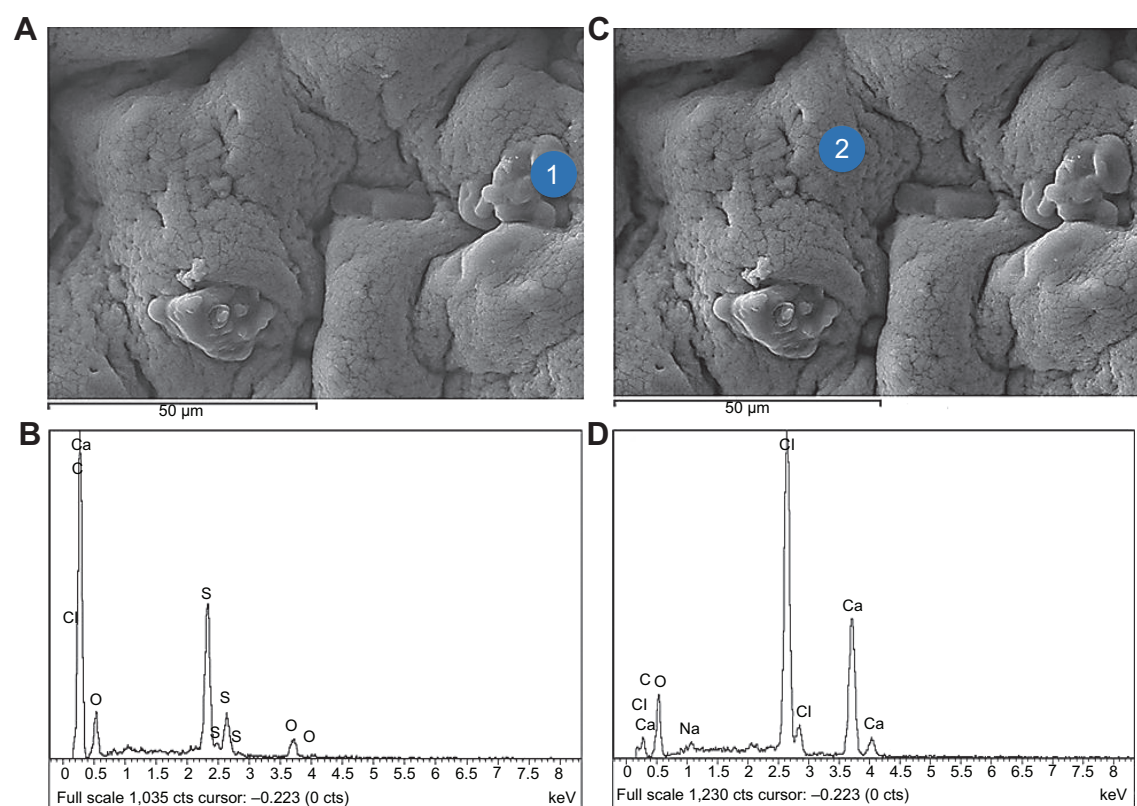 A
C
1
2
50 µm
50 µm
B
D
Ca
C
Cl
O
S
S
S
S
O
O
0 0.5 1 1.5 2 2.5 3 3.5 4 4.5 5 5.5 6 6.5 7 7.5 8
Full scale 1,035 cts cursor: –0.223 (0 cts) keV
Cl
Ca
C O
Cl
Ca
Na
Cl
Ca
0 0.5 1 1.5 2 2.5 3 3.5 4 4.5 5 5.5 6 6.5 7 7.5 8
Full scale 1,230 cts cursor: –0.223 (0 cts) keV